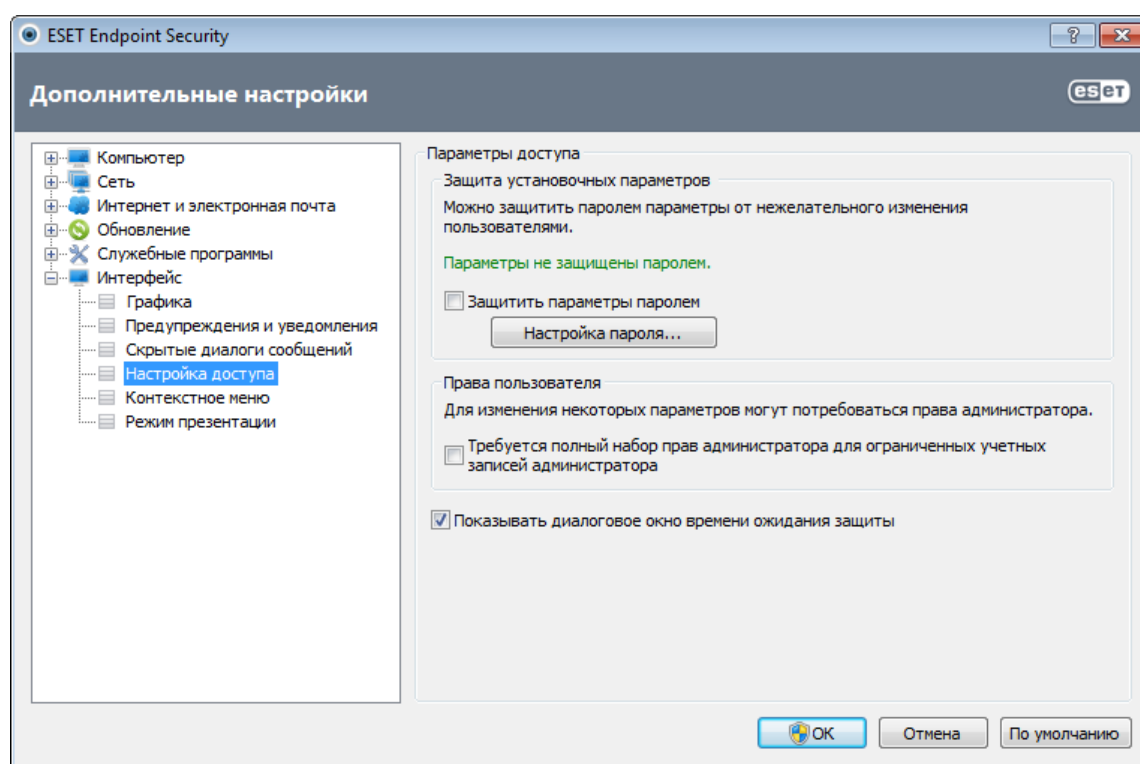 ESET Endpoint Security
Дополнительные настройки
eset
Компьютер
Сеть
Интернет и электронная почта
Обновление
Служебные программы
Интерфейс
Графика
Предупреждения и уведомления
Скрытые диалоги сообщений
Настройка доступа
Контекстное меню
Режим презентации
Параметры доступа
Защита установочных параметров
Можно защитить паролем параметры от нежелательного изменения
пользователями.
Параметры не защищены паролем.
Защитить параметры паролем
Настройка пароля...
Права пользователя
Для изменения некоторых параметров могут потребоваться права администратора.
Требуется полный набор прав администратора для ограниченных учетных
записей администратора
Показывать диалоговое окно времени ожидания защиты
OK
Отмена
По умолчанию